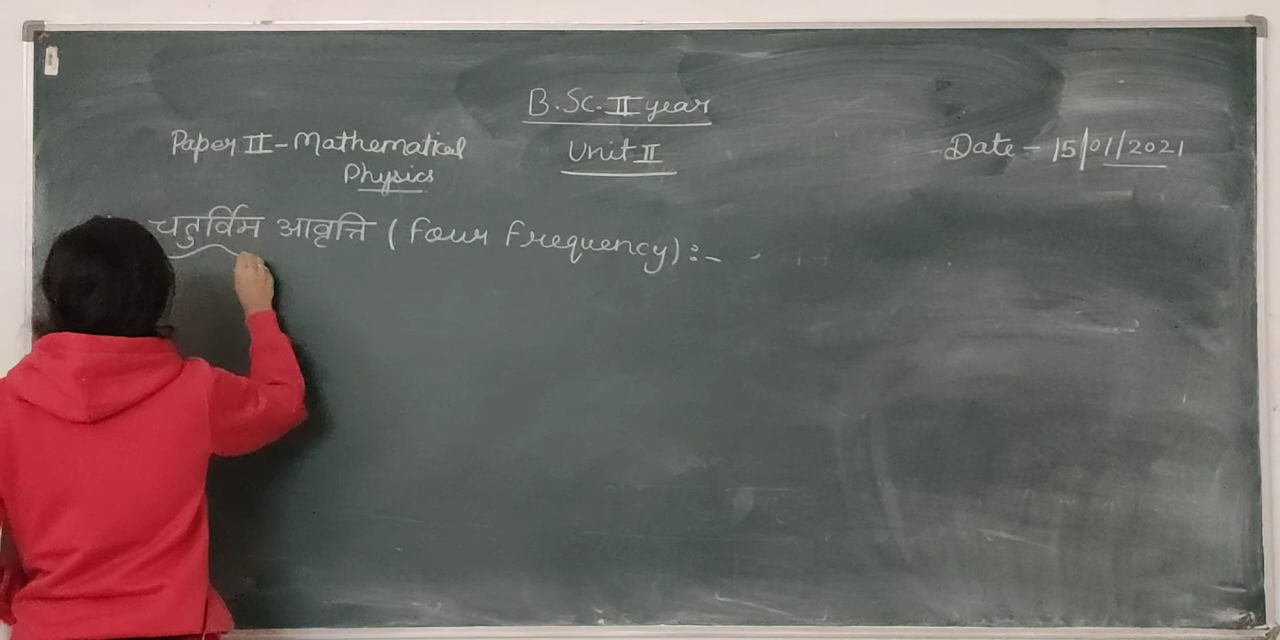 B.Sc. II year
Paper II - Mathematical Physics
Unit II
Date - 15/01/2021
चतुर्विम आवृत्ति (four frequency) :-